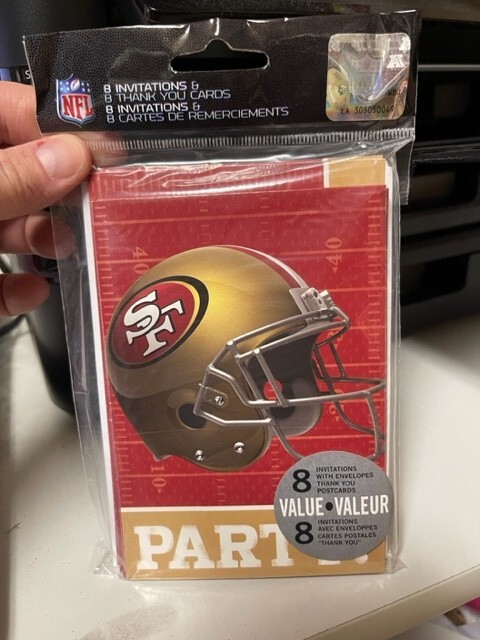 NFL
8 INVITATIONS &
8 THANK YOU CARDS
8 INVITATIONS &
8 CARTES DE REMERCIEMENTS
SF
40
40
10
8 INVITATIONS
WITH ENVELOPES
THANK YOU
POSTCARDS
VALUE•VALEUR
8 INVITATIONS
AVEC ENVELOPPES
CARTES POSTALES
"THANK YOU"
PARTY!